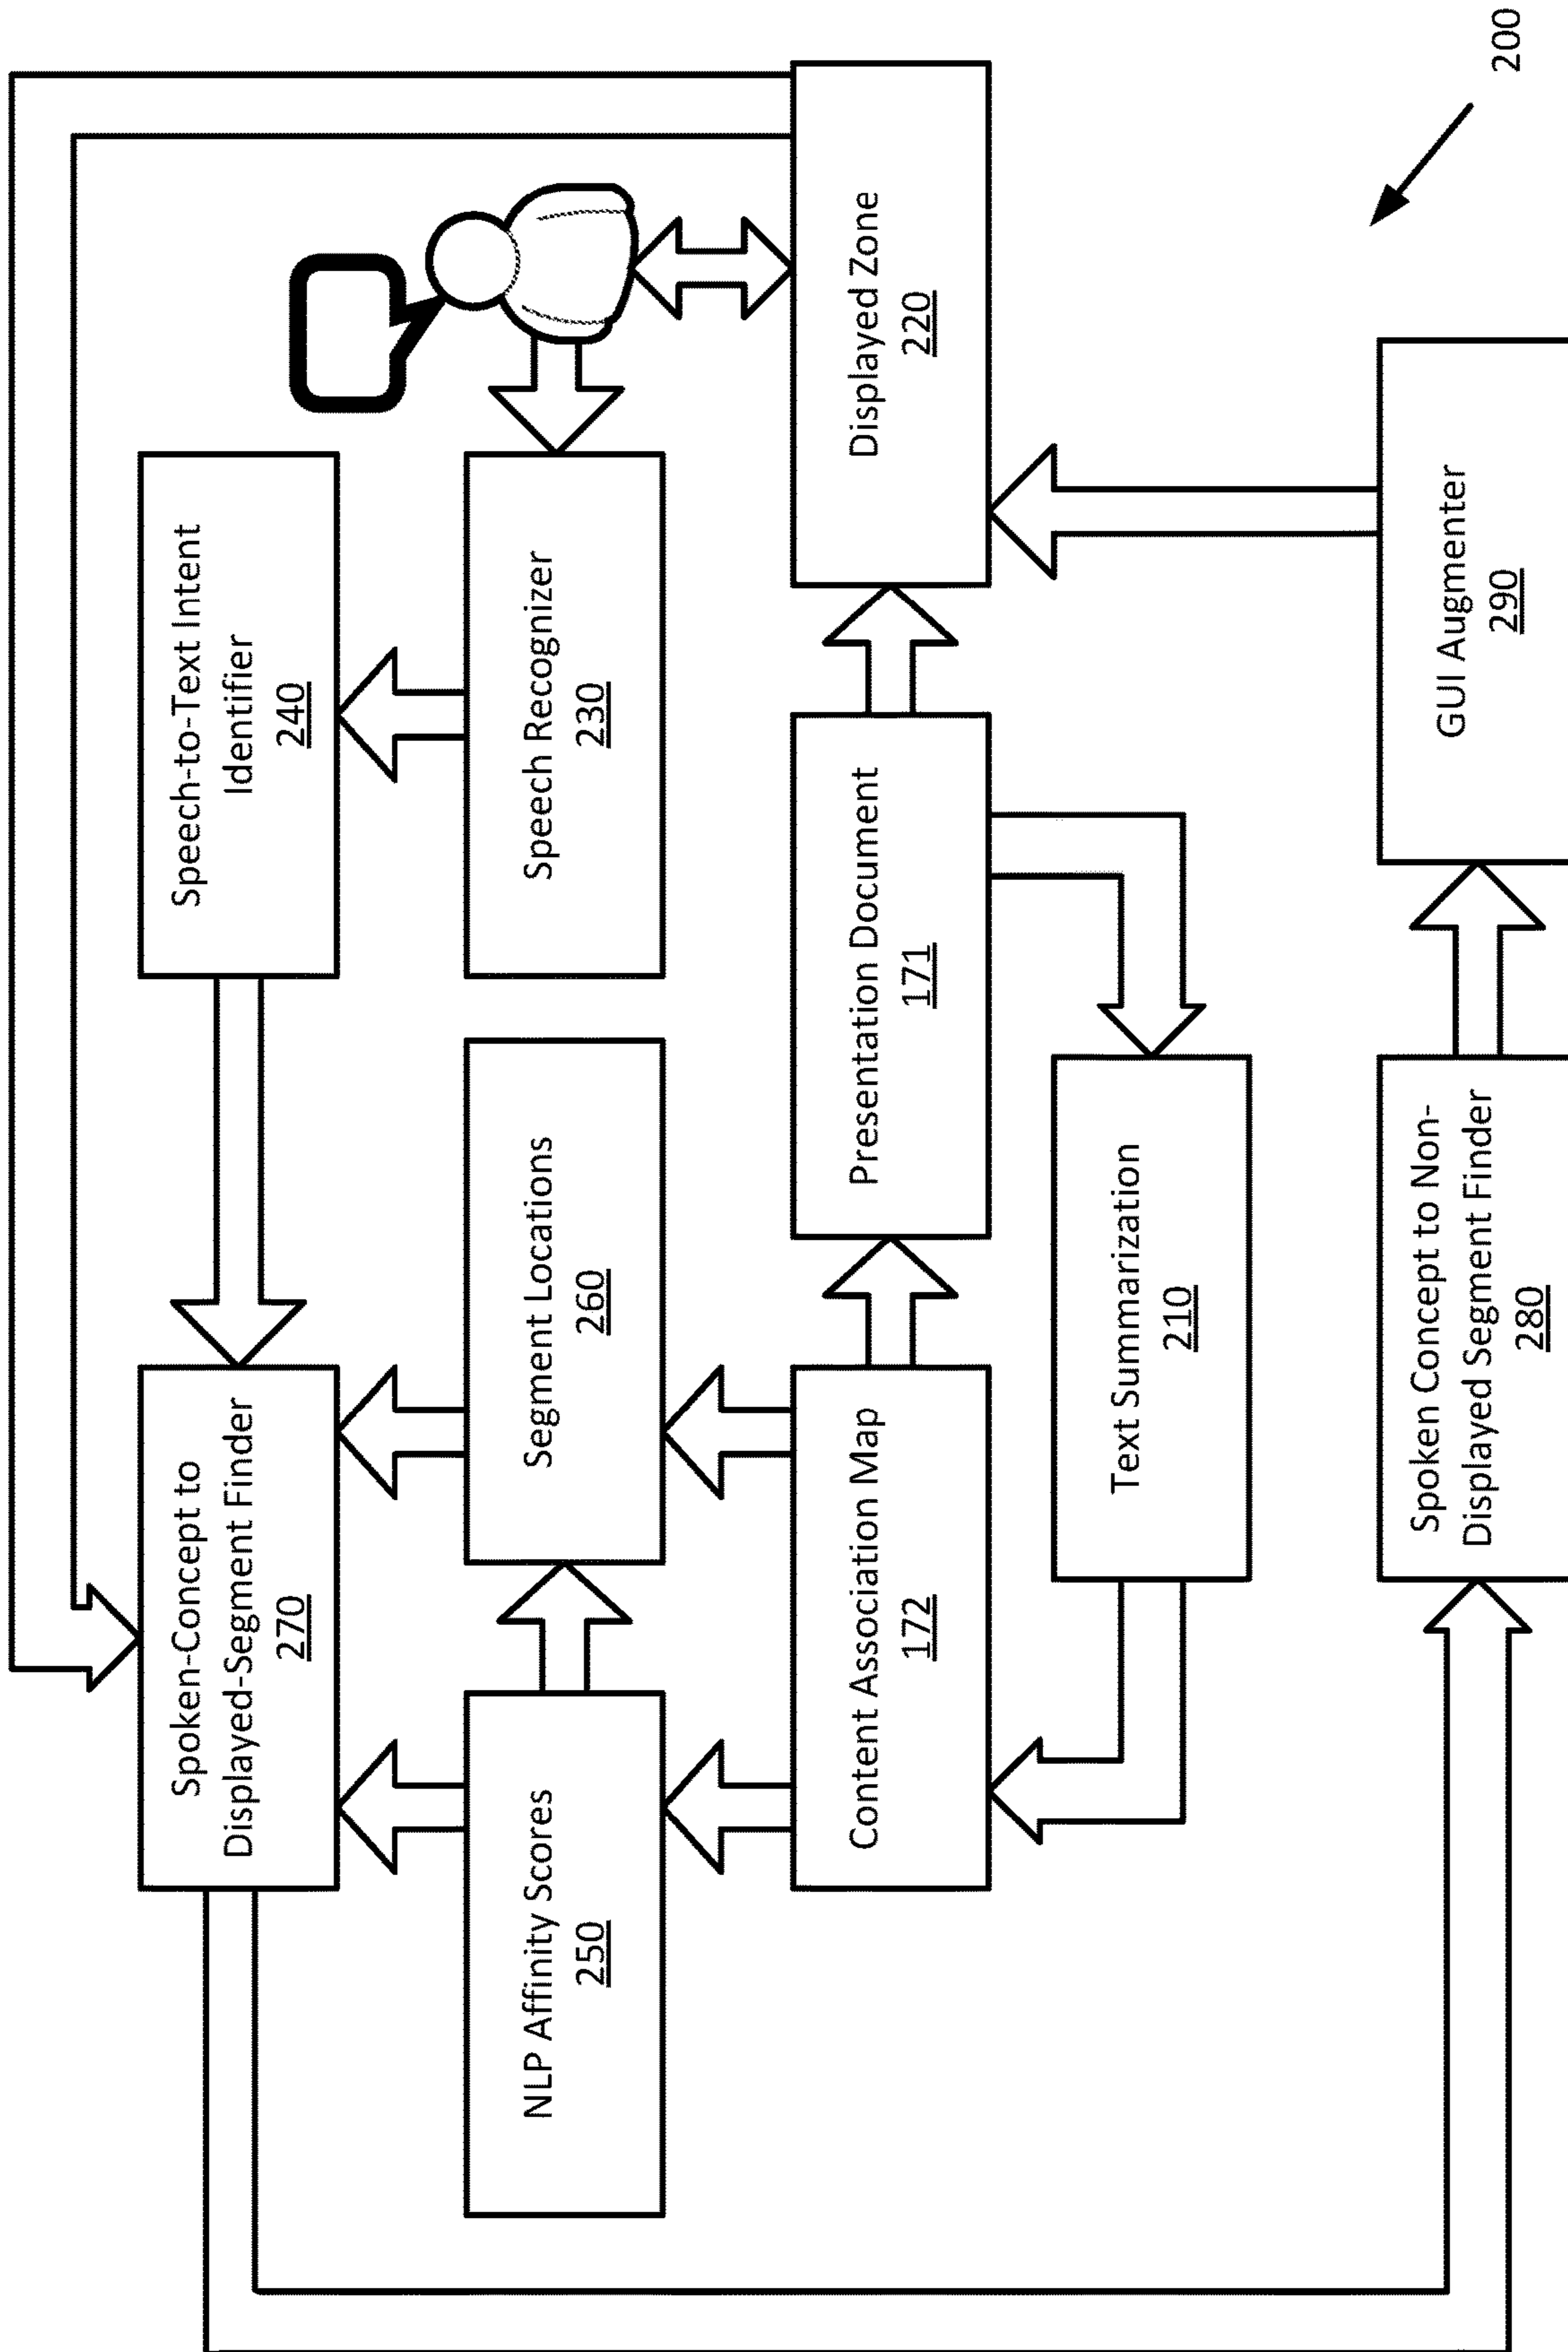 Spoken-Concept to
Displayed-Segment Finder
270
Speech-to-Text Intent
Identifier
240
NLP Affinity Scores
250
Segment Locations
260
Speech Recognizer
230
Content Association Map
172
Presentation Document
171
Displayed Zone
220
Text Summarization
210
Spoken Concept to Non-
Displayed Segment Finder
280
GUI Augmenter
290
200